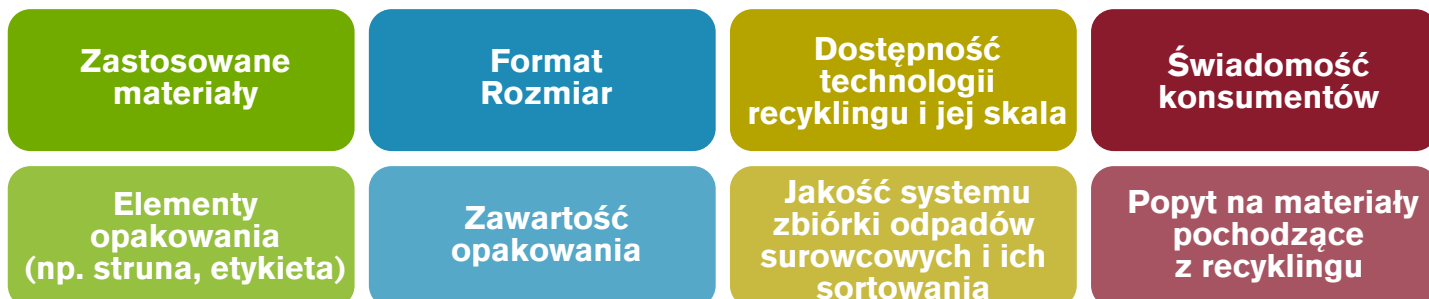 Zastosowane
materiały
Format
Rozmiar
Dostępność
technologii
recyklingu i jej skala
Świadomość
konsumentów
Elementy
opakowania
(np. struna, etykieta)
Zawartość
opakowania
Jakość systemu
zbiórki odpadów
surowcowych i ich
sortowania
Popyt na materiały
pochodzące
z recyklingu